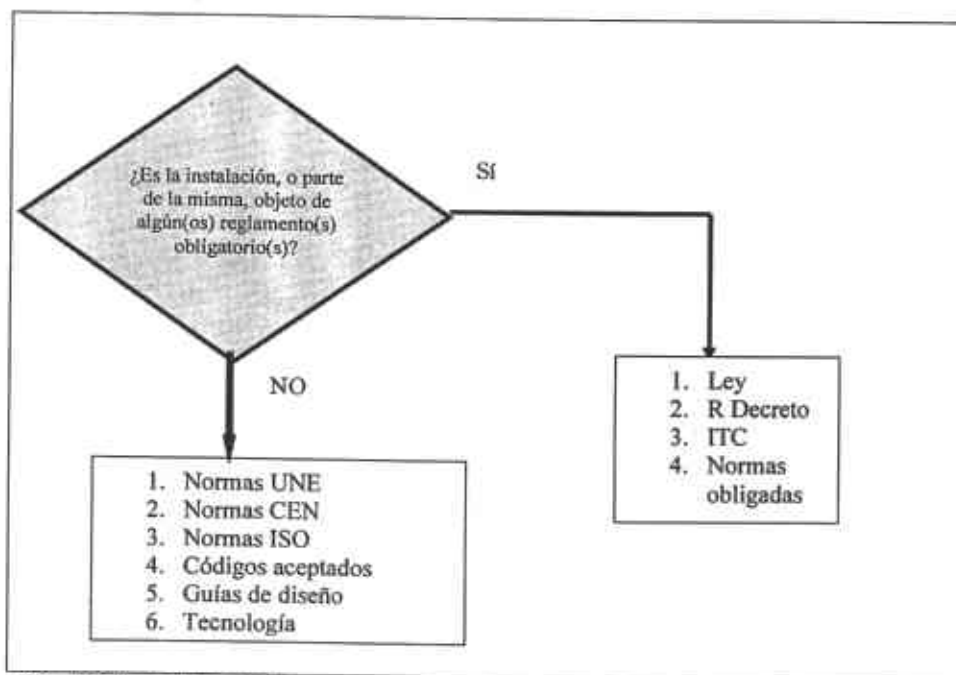 ¿Es la instalación, o parte
de la misma, objeto de
algún(os) reglamento(s)
obligatorio(s)?
Sí
NO
1. Ley
2. R Decreto
3. ITC
4. Normas
obligadas
1. Normas UNE
2. Normas CEN
3. Normas ISO
4. Códigos aceptados
5. Guías de diseño
6. Tecnología